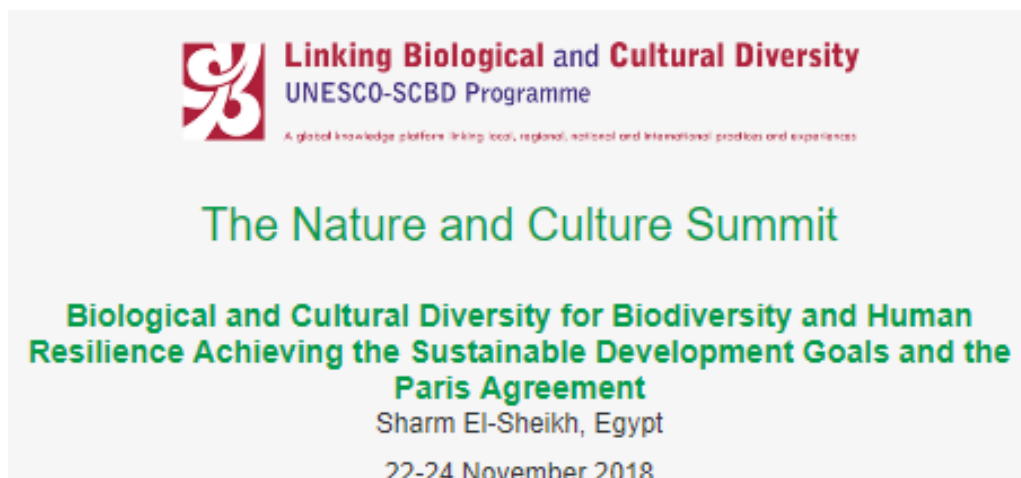 Linking Biological and Cultural Diversity
UNESCO-SCBD Programme
A global knowledge platform linking local, regional, national and international practices and experiences
The Nature and Culture Summit
Biological and Cultural Diversity for Biodiversity and Human
Resilience Achieving the Sustainable Development Goals and the
Paris Agreement
Sharm El-Sheikh, Egypt
22-24 November 2018